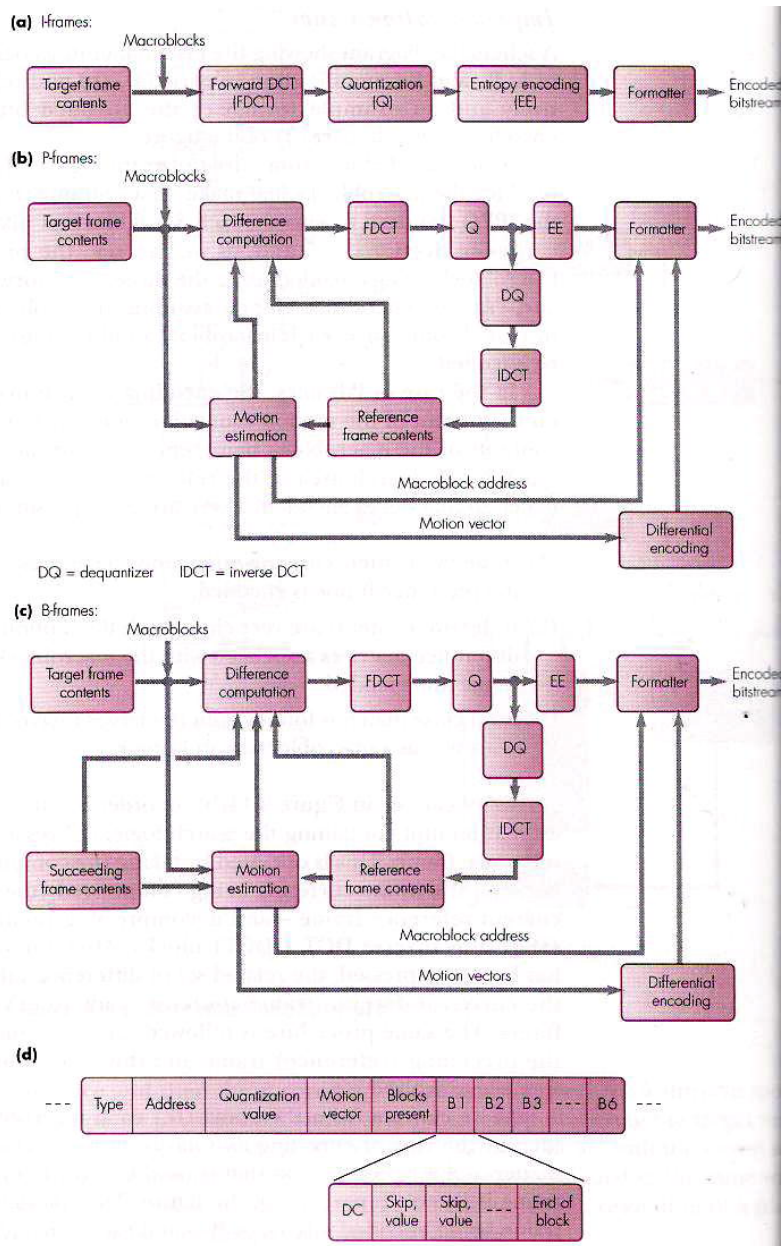 (a) I-frames:
Macroblocks
Target frame
contents
Forward DCT
(FDCT)
Quantization
(Q)
Entropy encoding
(EE)
Formatter
Encoded
bitstream
(b) P-frames:
Macroblocks
Target frame
contents
Difference
computation
FDCT
Q
EE
Formatter
Encoded
bitstream
DQ
IDCT
Motion
estimation
Reference
frame contents
Macroblock address
Motion vector
Differential
encoding
DQ = dequantizer IDCT = inverse DCT
(c) B-frames:
Macroblocks
Target frame
contents
Difference
computation
FDCT
Q
EE
Formatter
Encoded
bitstream
DQ
IDCT
Succeeding
frame contents
Motion
estimation
Reference
frame contents
Macroblock address
Motion vectors
Differential
encoding
(d)
Type
Address
Quantization
value
Motion
vector
Blocks
present
B1
B2
B3
B6
DC
Skip,
value
Skip,
value
End of
block